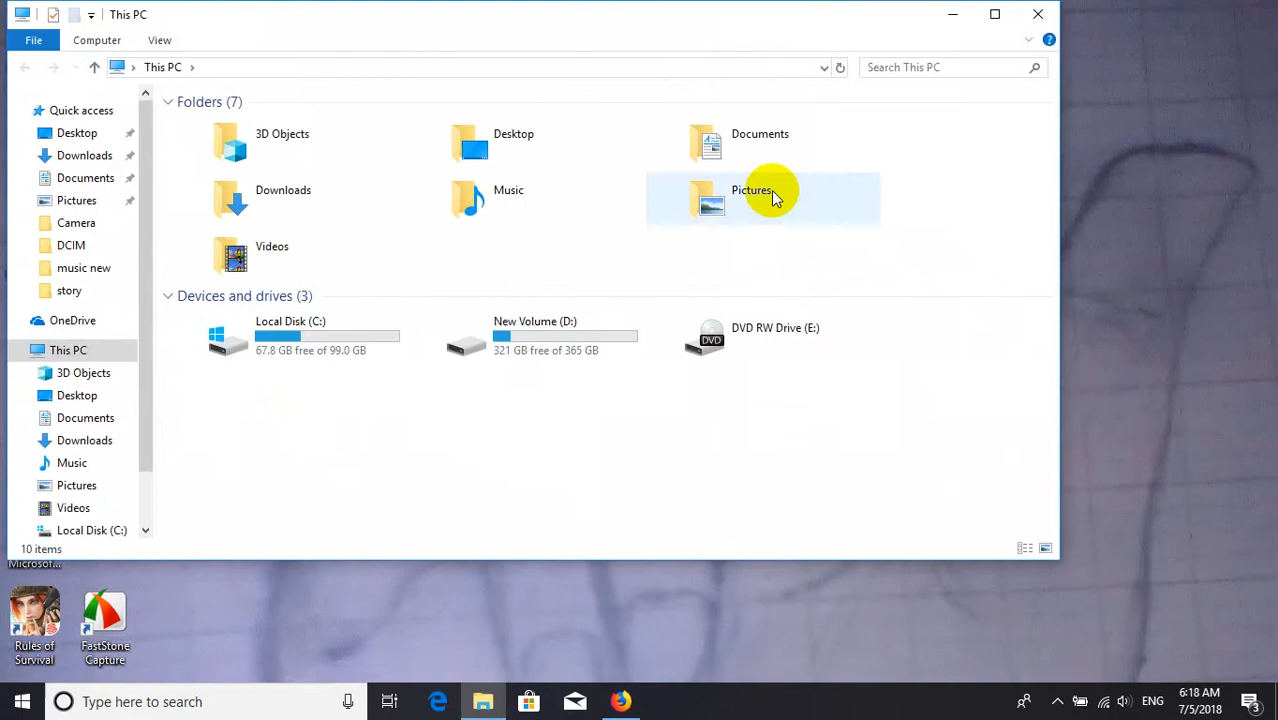 This PC
File
Computer
View
This PC
Search This PC
Quick access
Desktop
Downloads
Documents
Pictures
Camera
DCIM
music new
story
OneDrive
This PC
3D Objects
Desktop
Documents
Downloads
Music
Pictures
Videos
Local Disk (C:)
Folders (7)
3D Objects
Desktop
Documents
Downloads
Music
Pictures
Videos
Devices and drives (3)
Local Disk (C:)
67.8 GB free of 99.0 GB
New Volume (D:)
321 GB free of 365 GB
DVD RW Drive (E:)
DVD
10 items
Microsof...
Rules of
Survival
FastStone
Capture
Type here to search
ENG
6:18 AM
7/5/2018
3